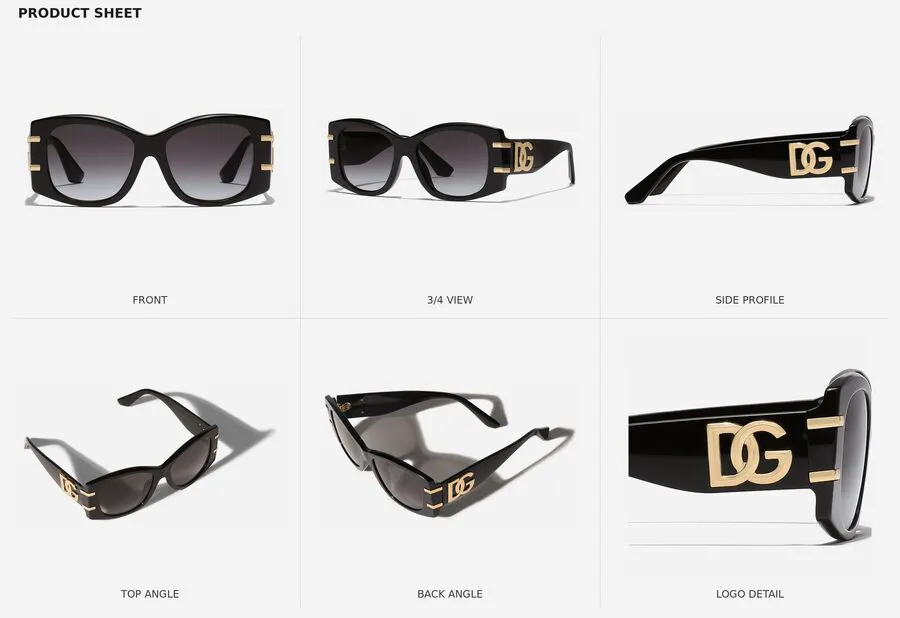 PRODUCT SHEET
DG
DG
FRONT
3/4 VIEW
SIDE PROFILE
DG
DG
DG
TOP ANGLE
BACK ANGLE
LOGO DETAIL